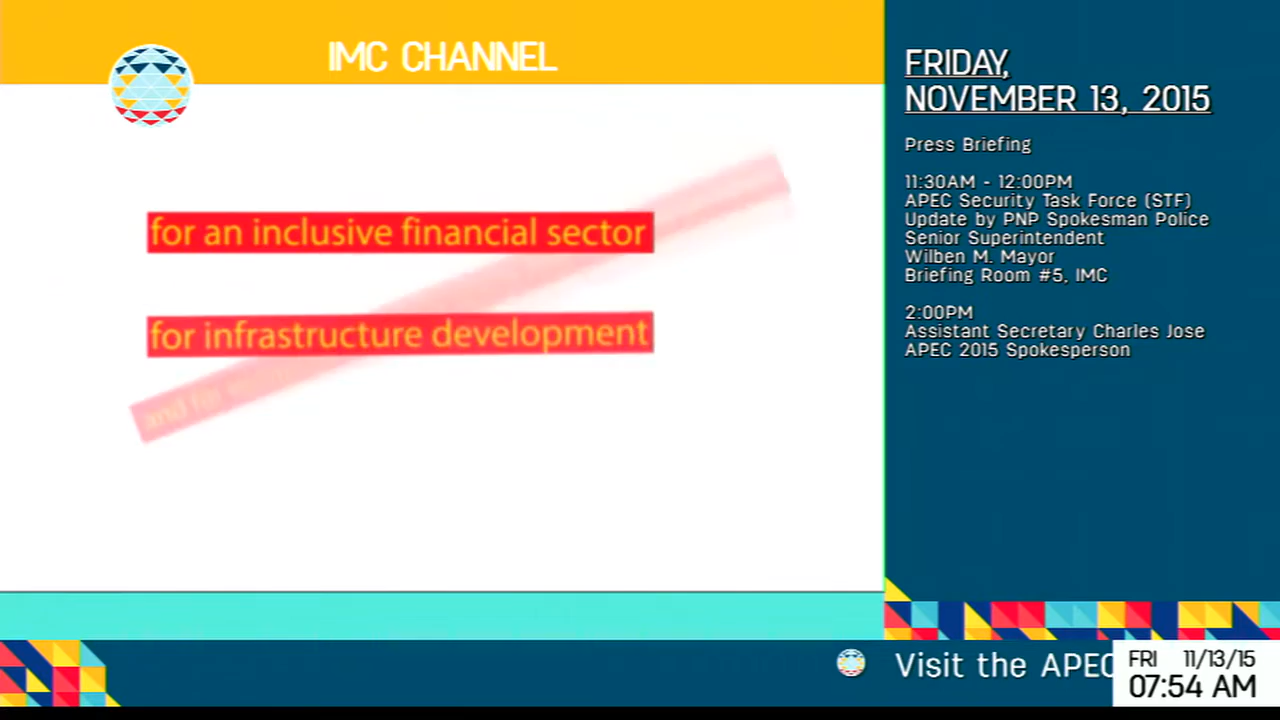 IMC CHANNEL
for an inclusive financial sector
for infrastructure development
and for
FRIDAY,
NOVEMBER 13, 2015
Press Briefing
11:30AM - 12:00PM
APEC Security Task Force (STF)
Update by PNP Spokesman Police
Senior Superintendent
Wilben M. Mayor
Briefing Room #5, IMC
2:00PM
Assistant Secretary Charles Jose
APEC 2015 Spokesperson
Visit the APEC
FRI 11/13/15
07:54 AM